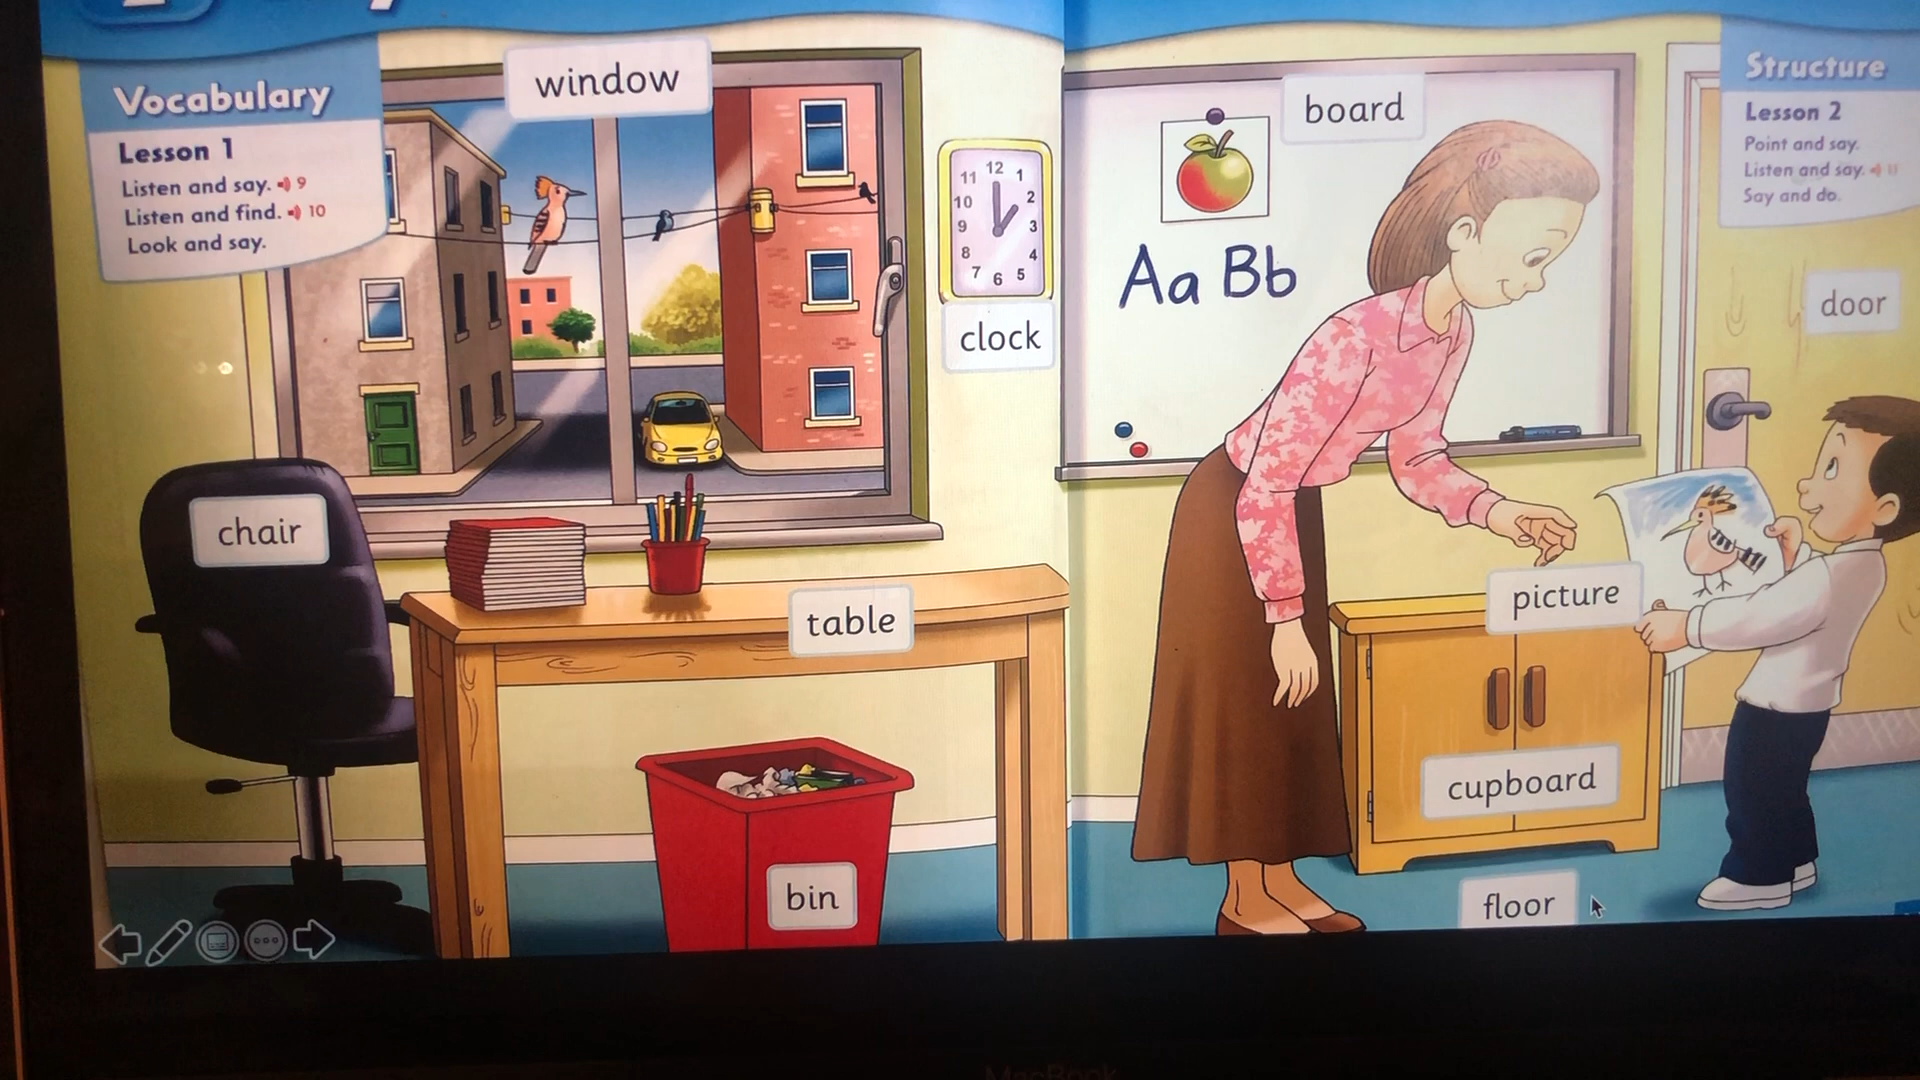 Vocabulary
Lesson 1
Listen and say. 9
Listen and find. 10
Look and say.
window
clock
12
11 1
10 2
9 3
8 4
7 6 5
chair
table
bin
board
Aa Bb
Structure
Lesson 2
Point and say.
Listen and say. 11
Say and do.
door
picture
cupboard
floor
MacBook